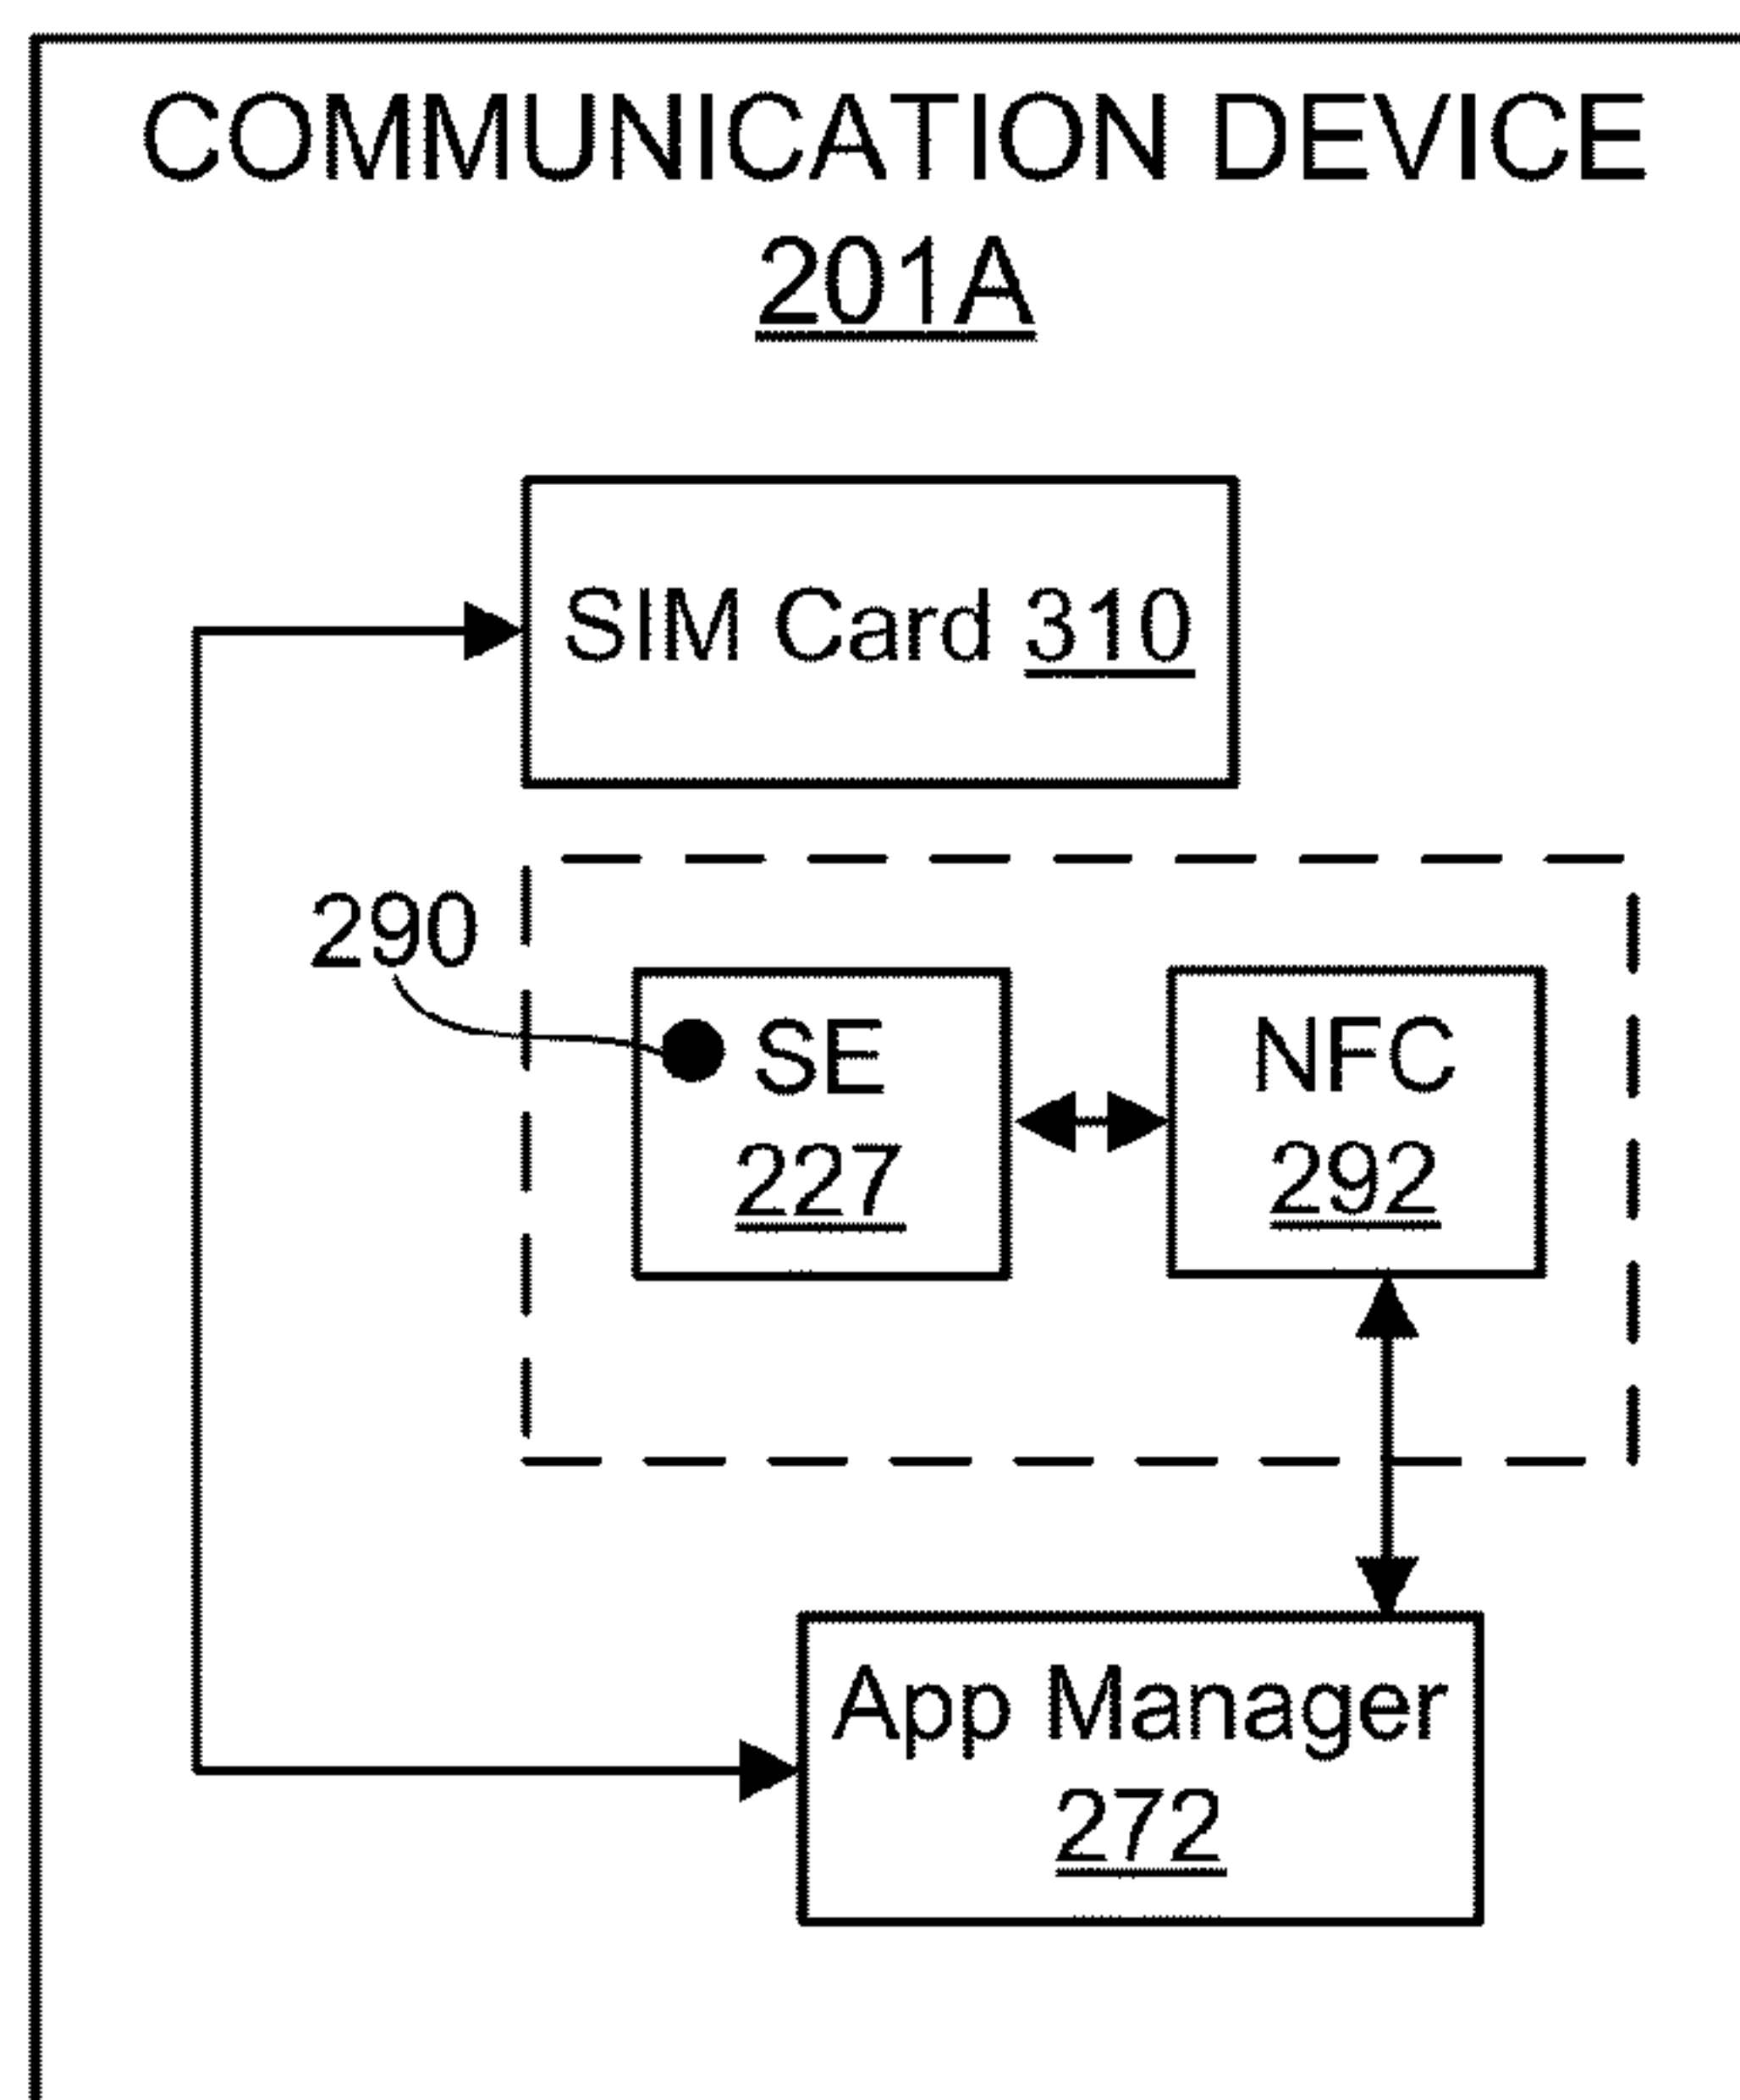 COMMUNICATION DEVICE
201A
SIM Card 310
290
SE
227
NFC
292
App Manager
272